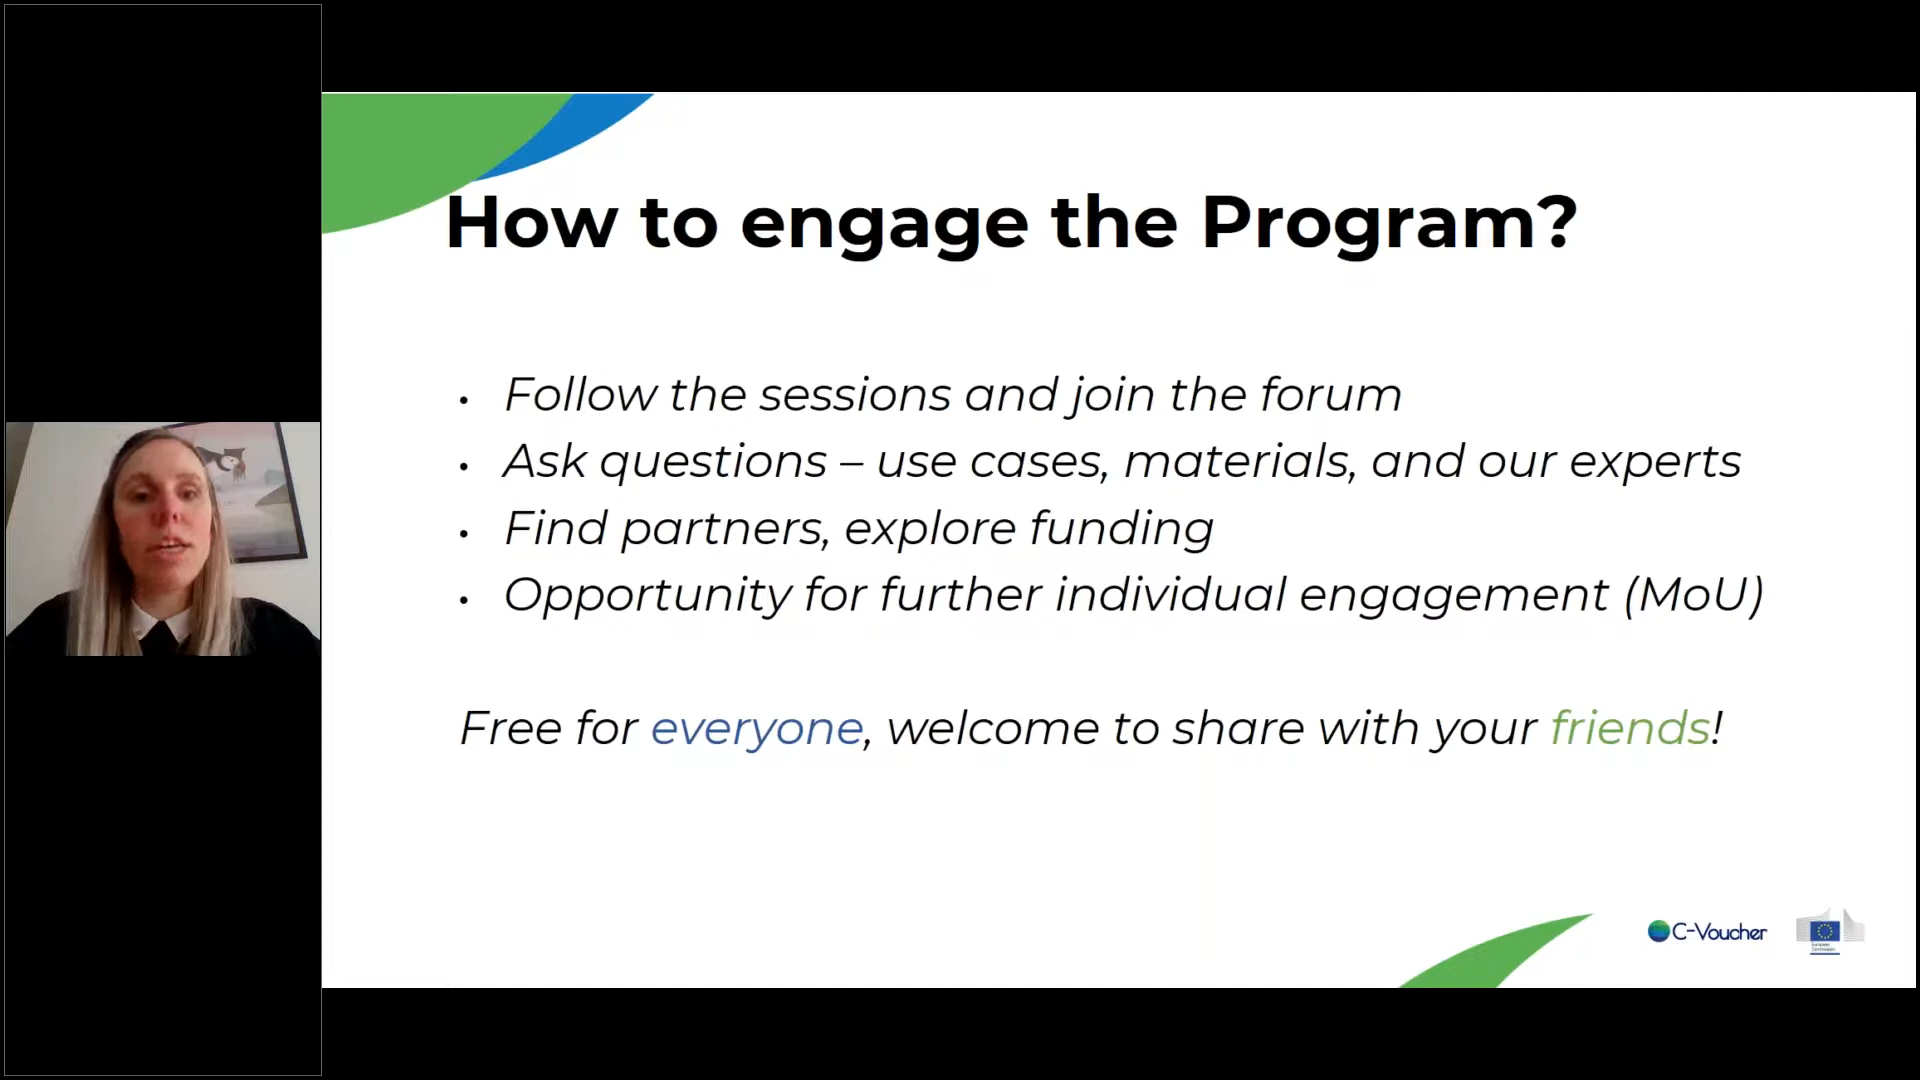 How to engage the Program?
• Follow the sessions and join the forum
• Ask questions – use cases, materials, and our experts
• Find partners, explore funding
• Opportunity for further individual engagement (MoU)
Free for everyone, welcome to share with your friends!
C-Voucher
European
Commission